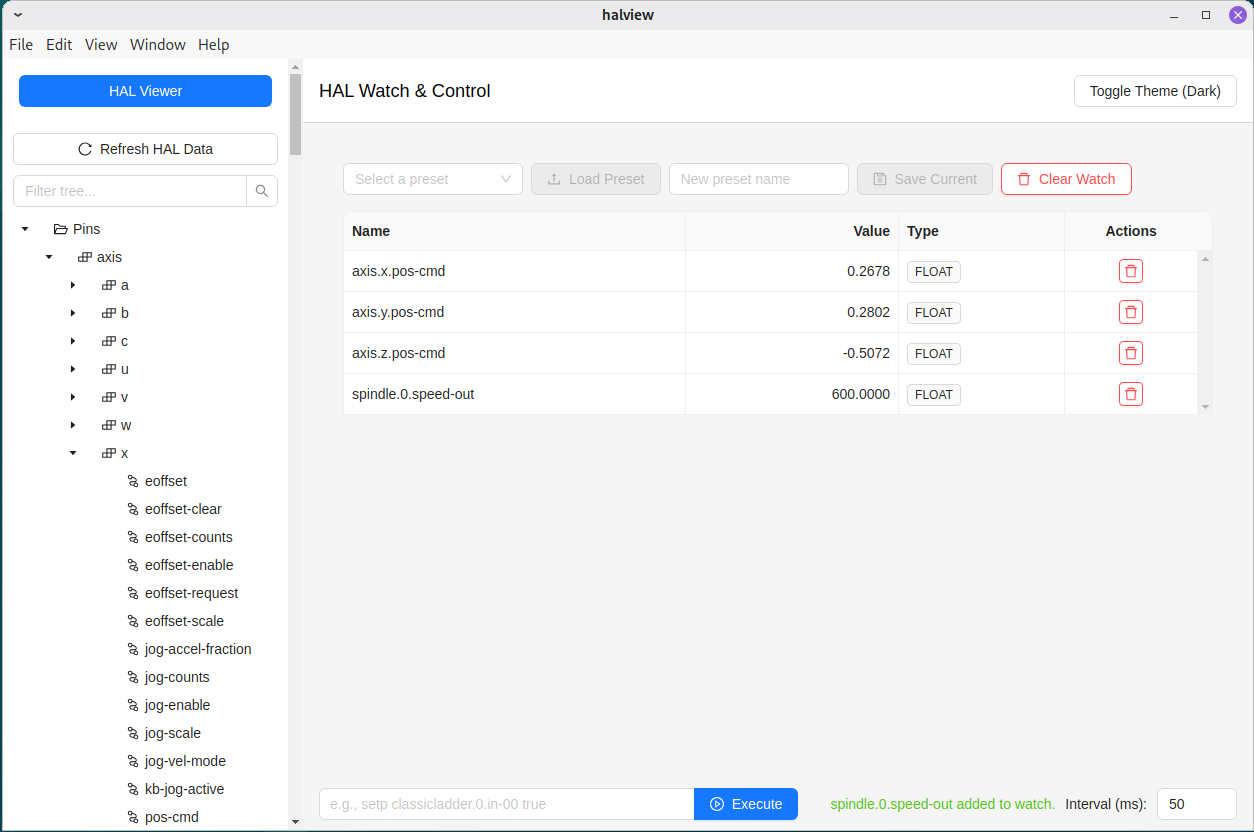 halview
File Edit View Window Help
HAL Viewer
Refresh HAL Data
Filter tree...
Pins
axis
a
b
c
u
v
w
x
eoffset
eoffset-clear
eoffset-counts
eoffset-enable
eoffset-request
eoffset-scale
jog-accel-fraction
jog-counts
jog-enable
jog-scale
jog-vel-mode
kb-jog-active
pos-cmd
HAL Watch & Control Toggle Theme (Dark)
Select a preset Load Preset New preset name Save Current Clear Watch
Name Value Type Actions
axis.x.pos-cmd 0.2678 FLOAT
axis.y.pos-cmd 0.2802 FLOAT
axis.z.pos-cmd -0.5072 FLOAT
spindle.0.speed-out 600.0000 FLOAT
e.g., setp classicladder.0.in-00 true Execute spindle.0.speed-out added to watch. Interval (ms): 50